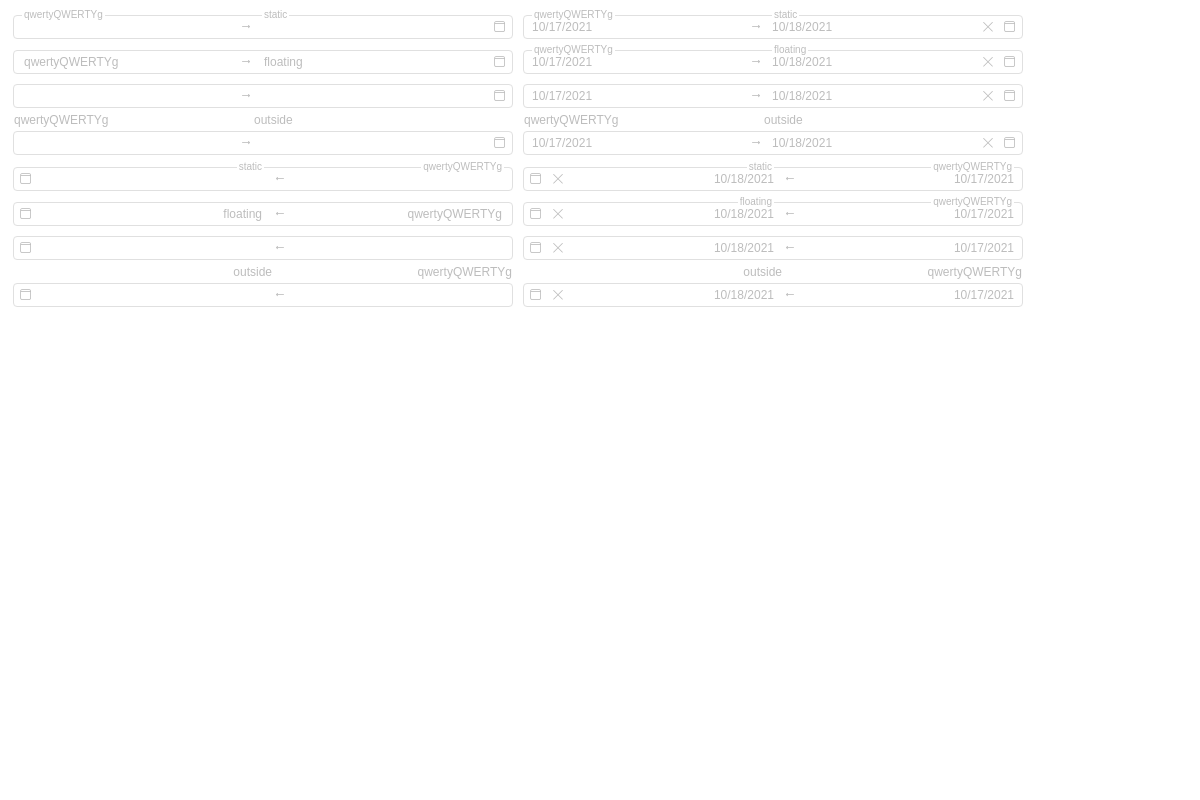 qwertyQWERTYg static qwertyQWERTYg static
→ 10/17/2021 → 10/18/2021
qwertyQWERTYg floating
qwertyQWERTYg → floating 10/17/2021 → 10/18/2021
→ 10/17/2021 → 10/18/2021
qwertyQWERTYg outside qwertyQWERTYg outside
→ 10/17/2021 → 10/18/2021
static qwertyQWERTYg static qwertyQWERTYg
← 10/18/2021 ← 10/17/2021
floating qwertyQWERTYg
floating ← qwertyQWERTYg 10/18/2021 ← 10/17/2021
← 10/18/2021 ← 10/17/2021
outside qwertyQWERTYg outside qwertyQWERTYg
← 10/18/2021 ← 10/17/2021